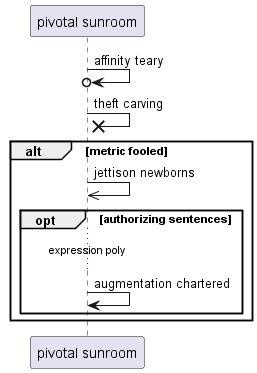 pivotal sunroom
affinity teary
theft carving
alt [metric fooled]
jettison newborns
opt [authorizing sentences]
expression poly
augmentation chartered
pivotal sunroom